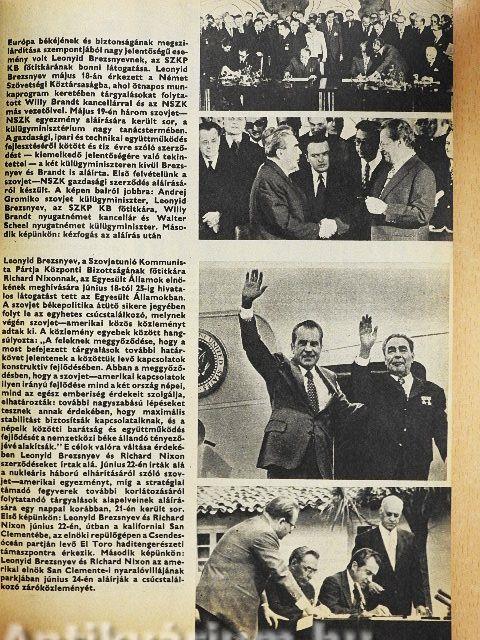 Európa békéjének és biztonságának megszi-
lárdítása szempontjából nagy jelentőségű ese-
mény volt Leonyid Brezsnyevnek, az SZKP
KB főtitkárának bonni látogatása. Leonyid
Brezsnyev május 18-án érkezett a Német
Szövetségi Köztársaságba, ahol ötnapos mun-
kaprogram keretében tárgyalásokat folyta-
tott Willy Brandt kancellárral és az NSZK
más vezetőivel. Május 19-én három szovjet—
NSZK egyezmény aláírására került sor, a
külügyminisztérium nagy tanácstermében.
A gazdasági, ipari és technikai együttműködés
fejlesztéséről kötött és tíz évre szóló szerző-
dést — kiemelkedő jelentőségére való tekin-
tettel — a két külügyminiszteren kívül Brezs-
nyev és Brandt is aláírta. Első felvételünk a
szovjet—NSZK gazdasági szerződés aláírásá-
ról készült. A képen balról jobbra: Andrej
Gromiko szovjet külügyminiszter, Leonyid
Brezsnyev, az SZKP KB főtitkára, Willy
Brandt nyugatnémet kancellár és Walter
Scheel nyugatnémet külügyminiszter. Máso-
dik képünkön: kézfogás az aláírás után
Leonyid Brezsnyev, a Szovjetunió Kommunis-
ta Pártja Központi Bizottságának főtitkára
Richard Nixonnak, az Egyesült Államok elnö-
kének meghívására június 18-tól 25-ig hivata-
los látogatást tett az Egyesült Államokban.
A szovjet békepolitika átütő sikere jegyében
folyt le az egyhetes csúcstalálkozó, melynek
végén szovjet—amerikai közös közleményt
adtak ki. A közlemény egyebek között hang-
súlyozta: „A feleknek meggyőződése, hogy a
most befejezett tárgyalások további határ-
követ jelentenek a közöttük levő kapcsolatok
konstruktív fejlődésében. Abban a meggyőző-
désben, hogy a szovjet—amerikai kapcsolatok
ilyen irányú fejlődése mind a két ország népei,
mind az egész emberiség érdekeit szolgálja,
elhatározták: további nagyszabású lépéseket
tesznek annak érdekében, hogy maximális
stabilitást biztosítsák kapcsolataiknak, és a
népeik közötti barátság és együttműködés
fejlődését a nemzetközi béke állandó tényező-
jévé alakítsák." E célok valóra váltása érdeké-
ben Leonyid Brezsnyev és Richard Nixon
szerződéseket írtak alá. Június 22-én írták alá
a nukleáris háború elhárításáról szóló szov-
jet—amerikai egyezményt, míg a stratégiai
támadó fegyverek további korlátozásáról
folytatandó tárgyalások alapelveinek aláírá-
sára egy nappal korábban, 21-én került sor.
Első képünkön: Leonyid Brezsnyev és Richard
Nixon június 22-én, útban a kaliforniai San
Clementébe, az elnöki repülőgépen a Csendes-
óceán partján levő El Toro haditengerészeti
támaszpontra érkezik. Második képünkön:
Leonyid Brezsnyev és Richard Nixon az ame-
rikai elnök San Clemente-i nyaralóvillájának
parkjában június 24-én aláírják a csúcstalál-
kozó záróközleményét.
Antikvárium.hu